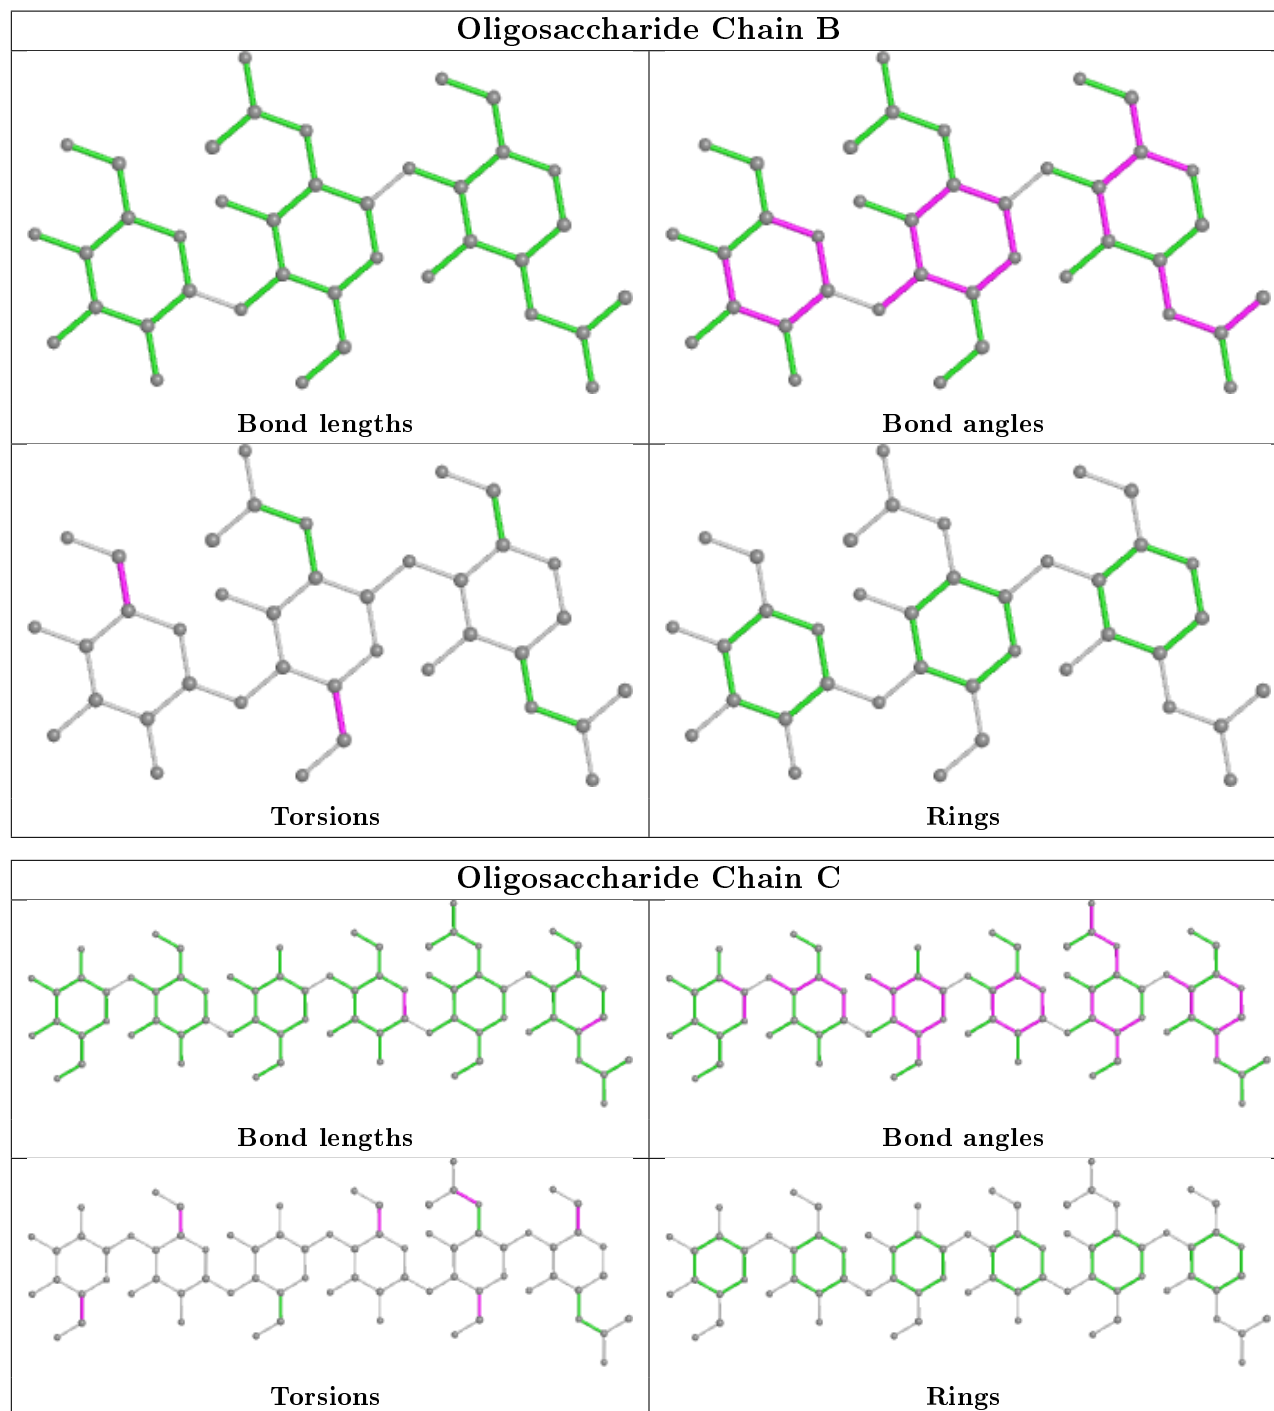 Oligosaccharide Chain B
Bond lengths
Bond angles
Torsions
Rings
Oligosaccharide Chain C
Bond lengths
Bond angles
Torsions
Rings